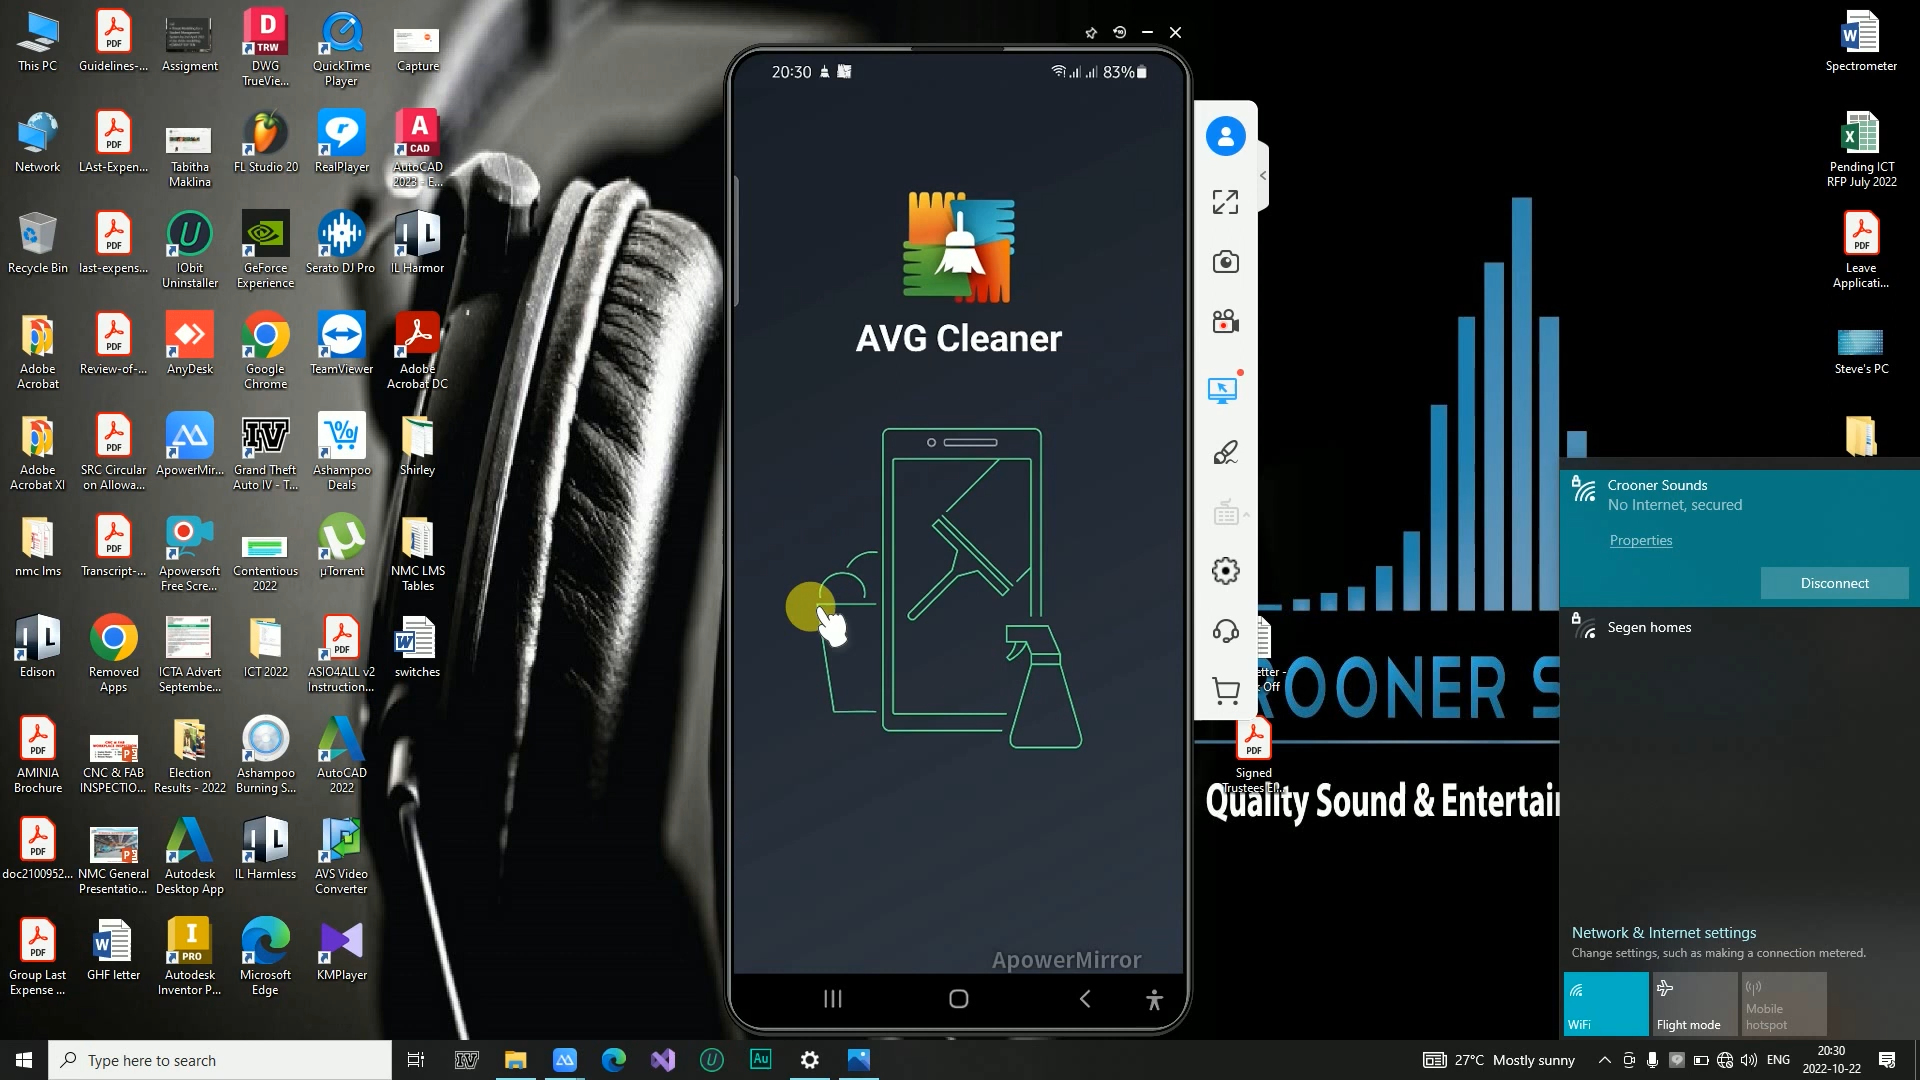 This PC
Guidelines-...
Assigment
DWG
TrueVie...
QuickTime
Player
Capture
Network
LAst-Expen...
Tabitha
Maklina
FL Studio 20
RealPlayer
AutoCAD
2023 - E...
Recycle Bin
last-expens...
IObit
Uninstaller
GeForce
Experience
Serato DJ Pro
IL Harmor
Adobe
Acrobat
Review-of-...
AnyDesk
Google
Chrome
TeamViewer
Adobe
Acrobat DC
Adobe
Acrobat XI
SRC Circular
on Allowa...
ApowerMir...
Grand Theft
Auto IV - T...
Ashampoo
Deals
Shirley
nmc lms
Transcript-...
Apowersoft
Free Scre...
Contentious
2022
µTorrent
NMC LMS
Tables
Edison
Removed
Apps
ICTA Advert
Septembe...
ICT 2022
ASIO4ALL v2
Instruction...
switches
AMINIA
Brochure
CNC & FAB
INSPECTIO...
Election
Results - 2022
Ashampoo
Burning S...
AutoCAD
2022
doc2100952...
NMC General
Presentatio...
Autodesk
Desktop App
IL Harmless
AVS Video
Converter
Group Last
Expense ...
GHF letter
Autodesk
Inventor P...
Microsoft
Edge
KMPlayer
20:30
83%
AVG Cleaner
ApowerMirror
Spectrometer
Pending ICT
RFP July 2022
Leave
Applicati...
Steve's PC
etter -
Off
ROONER S
Signed
Trustees El...
Quality Sound & Entertain
Crooner Sounds
No Internet, secured
Properties
Disconnect
Segen homes
Network & Internet settings
Change settings, such as making a connection metered.
WiFi
Flight mode
Mobile
hotspot
Type here to search
27°C Mostly sunny
ENG
20:30
2022-10-22